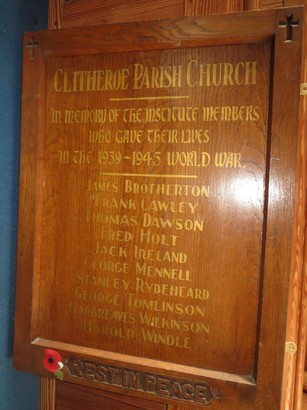 CLITHEROE PARISH CHURCH
IN MEMORY OF THE INSTITUTE MEMBERS
WHO GAVE THEIR LIVES
IN THE 1939-1945 WORLD WAR.
JAMES BROTHERTON
FRANK CAWLEY
THOMAS DAWSON
FRED HOLT
JACK IRELAND
GEORGE MENNELL
STANLEY RYDEHEARD
GEORGE TOMLINSON
HARGREAVES WILKINSON
HAROLD WINDLE
REST IN PEACE